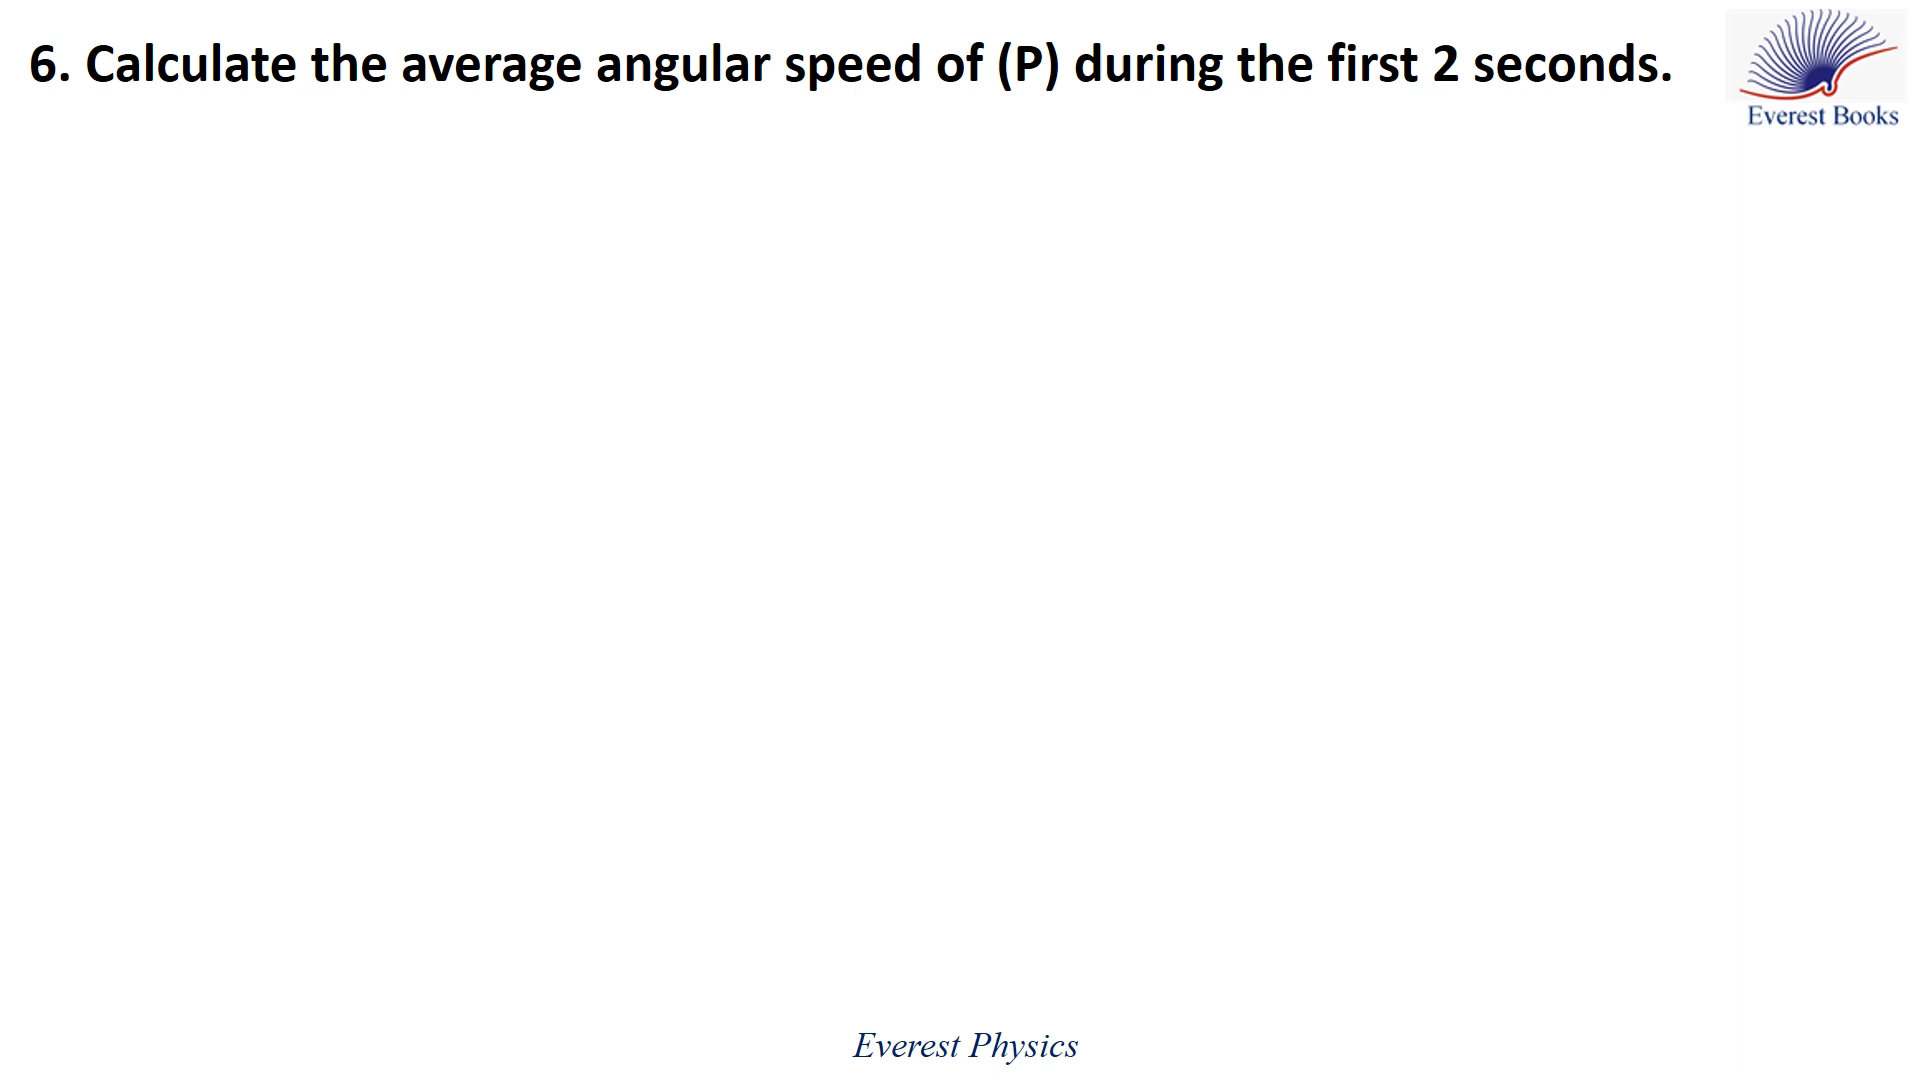 6. Calculate the average angular speed of (P) during the first 2 seconds.
Everest Books
Everest Physics